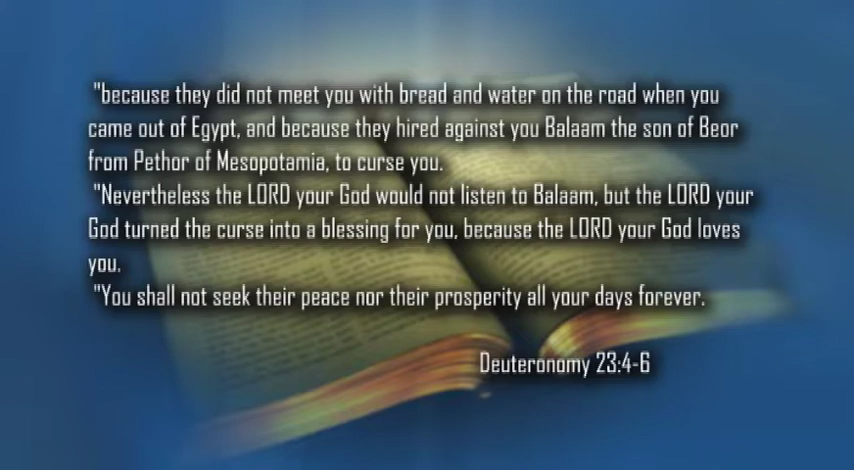 "because they did not meet you with bread and water on the road when you
came out of Egypt, and because they hired against you Balaam the son of Beor
from Pethor of Mesopotamia, to curse you.
"Nevertheless the LORD your God would not listen to Balaam, but the LORD your
God turned the curse into a blessing for you, because the LORD your God loves
you.
"You shall not seek their peace nor their prosperity all your days forever.
Deuteronomy 23:4-6